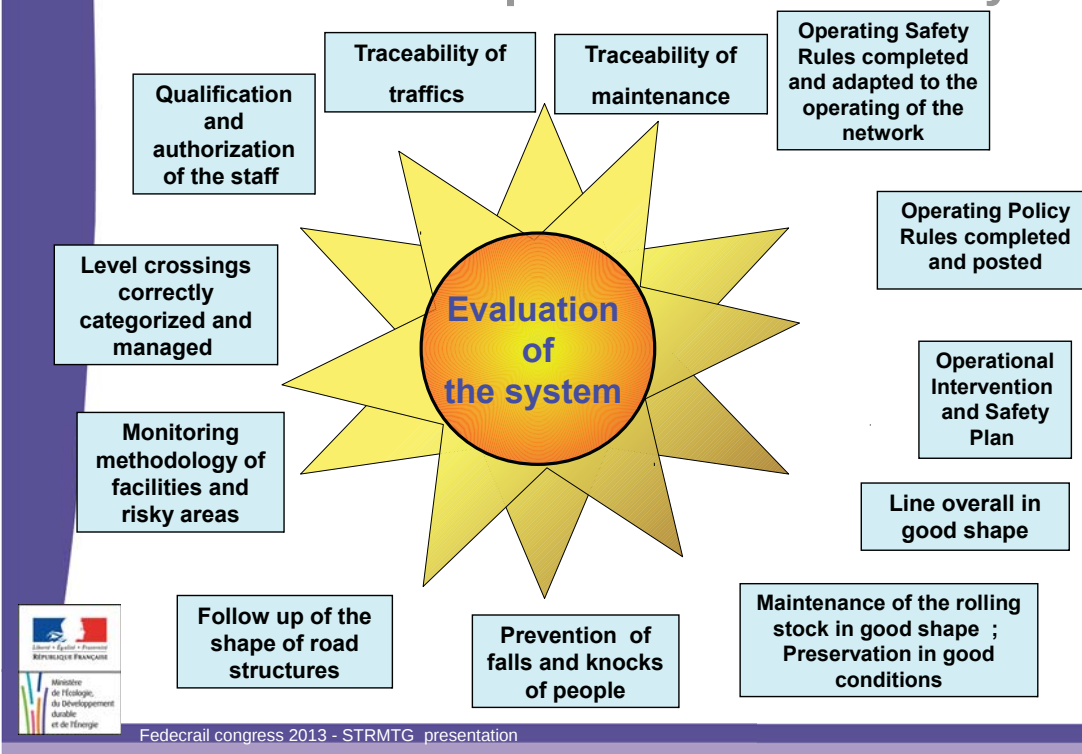 Traceability of
traffics
Traceability of
maintenance
Operating Safety
Rules completed
and adapted to the
operating of the
network
Qualification
and
authorization
of the staff
Operating Policy
Rules completed
and posted
Level crossings
correctly
categorized and
managed
Evaluation
of
the system
Operational
Intervention
and Safety
Plan
Monitoring
methodology of
facilities and
risky areas
Line overall in
good shape
Follow up of the
shape of road
structures
Prevention of
falls and knocks
of people
Maintenance of the rolling
stock in good shape ;
Preservation in good
conditions
Liberté • Égalité • Fraternité
RÉPUBLIQUE FRANÇAISE
Ministère
de l'Écologie,
du Développement
durable
et de l'Énergie
Fedecrail congress 2013 - STRMTG presentation